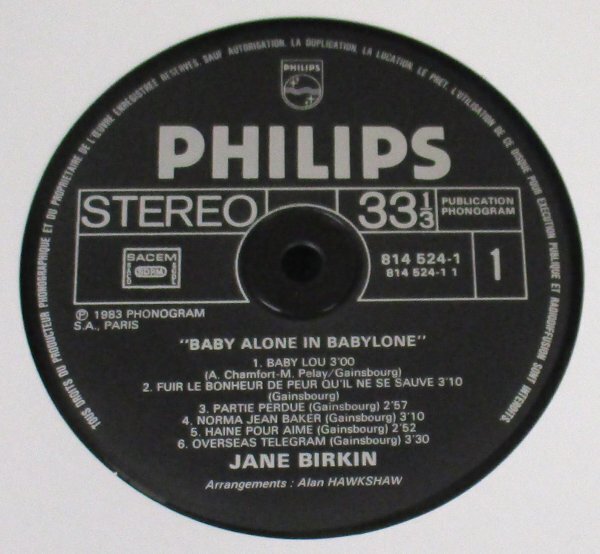 TOUS DROITS DU PRODUCTEUR PHONOGRAPHIQUE ET DU PROPRIETAIRE DE L'ŒUVRE ENREGISTREE RESERVES. SAUF AUTORISATION, LA DUPLICATION, LA LOCATION, LE PRET, L'UTILISATION DE CE DISQUE POUR EXECUTION PUBLIQUE ET RADIODIFFUSION SONT INTERDITS.
PHILIPS
PHILIPS
STEREO
33 1/3
PUBLICATION
PHONOGRAM
SACEM
814 524-1
814 524-1 1
1
℗ 1983 PHONOGRAM
S.A., PARIS
"BABY ALONE IN BABYLONE"
1. BABY LOU 3'00
(A. Chamfort-M. Pelay/Gainsbourg)
2. FUIR LE BONHEUR DE PEUR QU'IL NE SE SAUVE 3'10
(Gainsbourg)
3. PARTIE PERDUE (Gainsbourg) 2'57
4. NORMA JEAN BAKER (Gainsbourg) 3'10
5. HAINE POUR AIME (Gainsbourg) 2'52
6. OVERSEAS TELEGRAM (Gainsbourg) 3'30
JANE BIRKIN
Arrangements : Alan HAWKSHAW